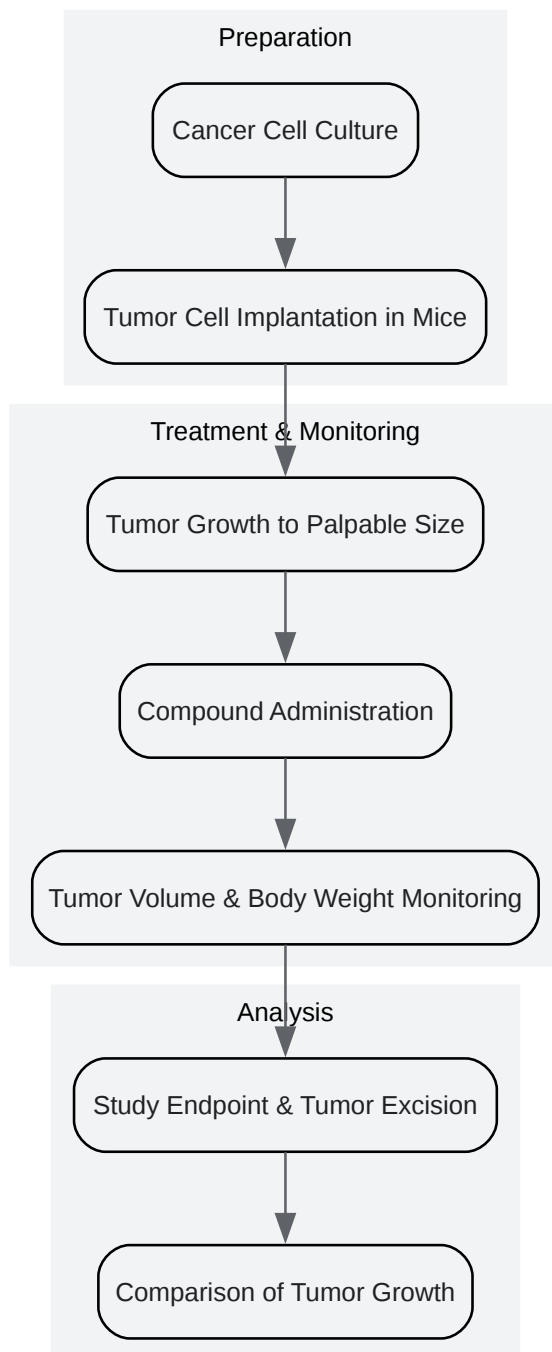 Preparation
Cancer Cell Culture
Tumor Cell Implantation in Mice
Treatment & Monitoring
Tumor Growth to Palpable Size
Compound Administration
Tumor Volume & Body Weight Monitoring
Analysis
Study Endpoint & Tumor Excision
Comparison of Tumor Growth